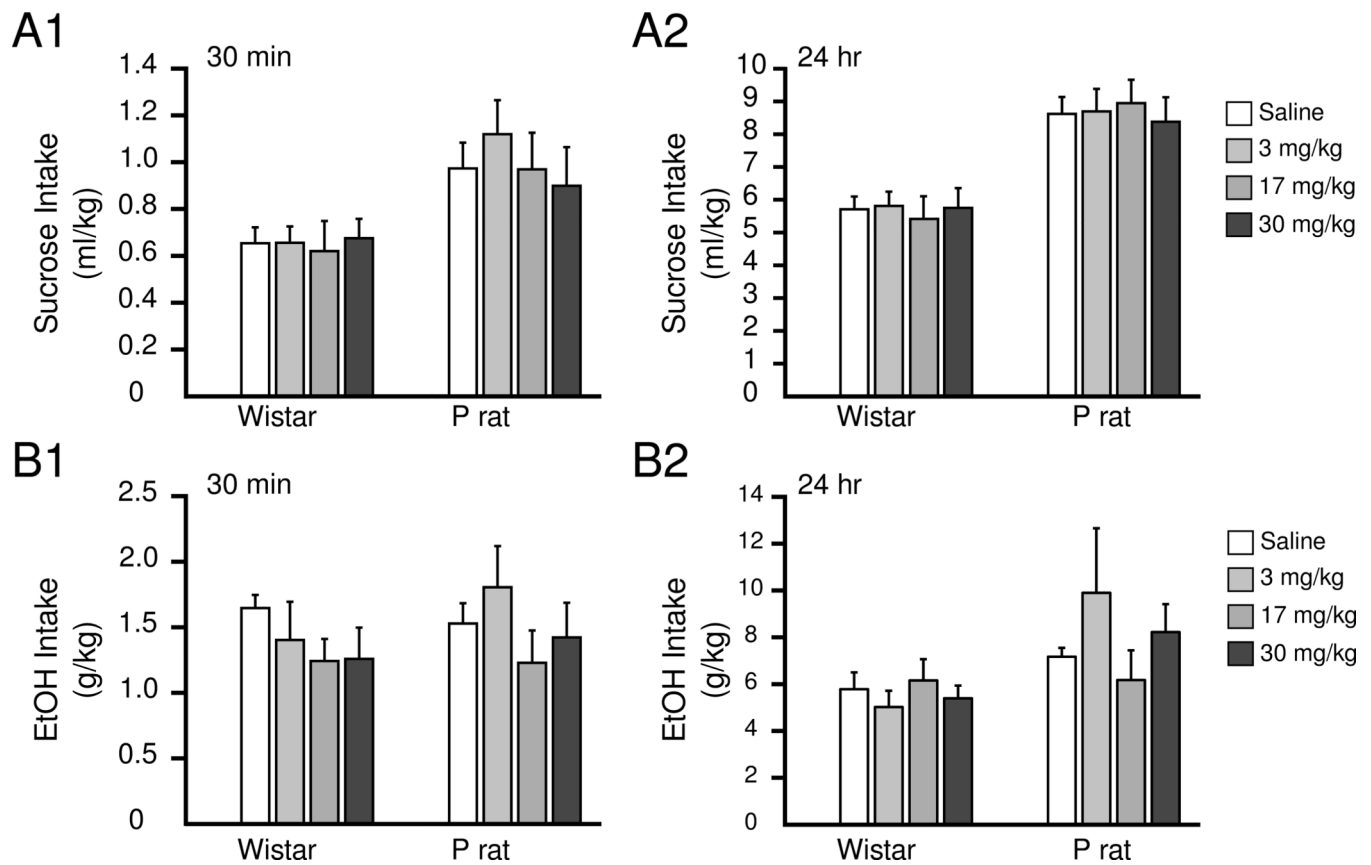 A1
30 min
1.4
1.2
1.0
0.8
0.6
0.4
0.2
0
Sucrose Intake
(ml/kg)
Wistar
P rat
A2
24 hr
10
9
8
7
6
5
4
3
2
1
0
Sucrose Intake
(ml/kg)
Wistar
P rat
Saline
3 mg/kg
17 mg/kg
30 mg/kg
B1
30 min
2.5
2.0
1.5
1.0
0.5
0
EtOH Intake
(g/kg)
Wistar
P rat
B2
24 hr
14
12
10
8
6
4
2
0
EtOH Intake
(g/kg)
Wistar
P rat
Saline
3 mg/kg
17 mg/kg
30 mg/kg